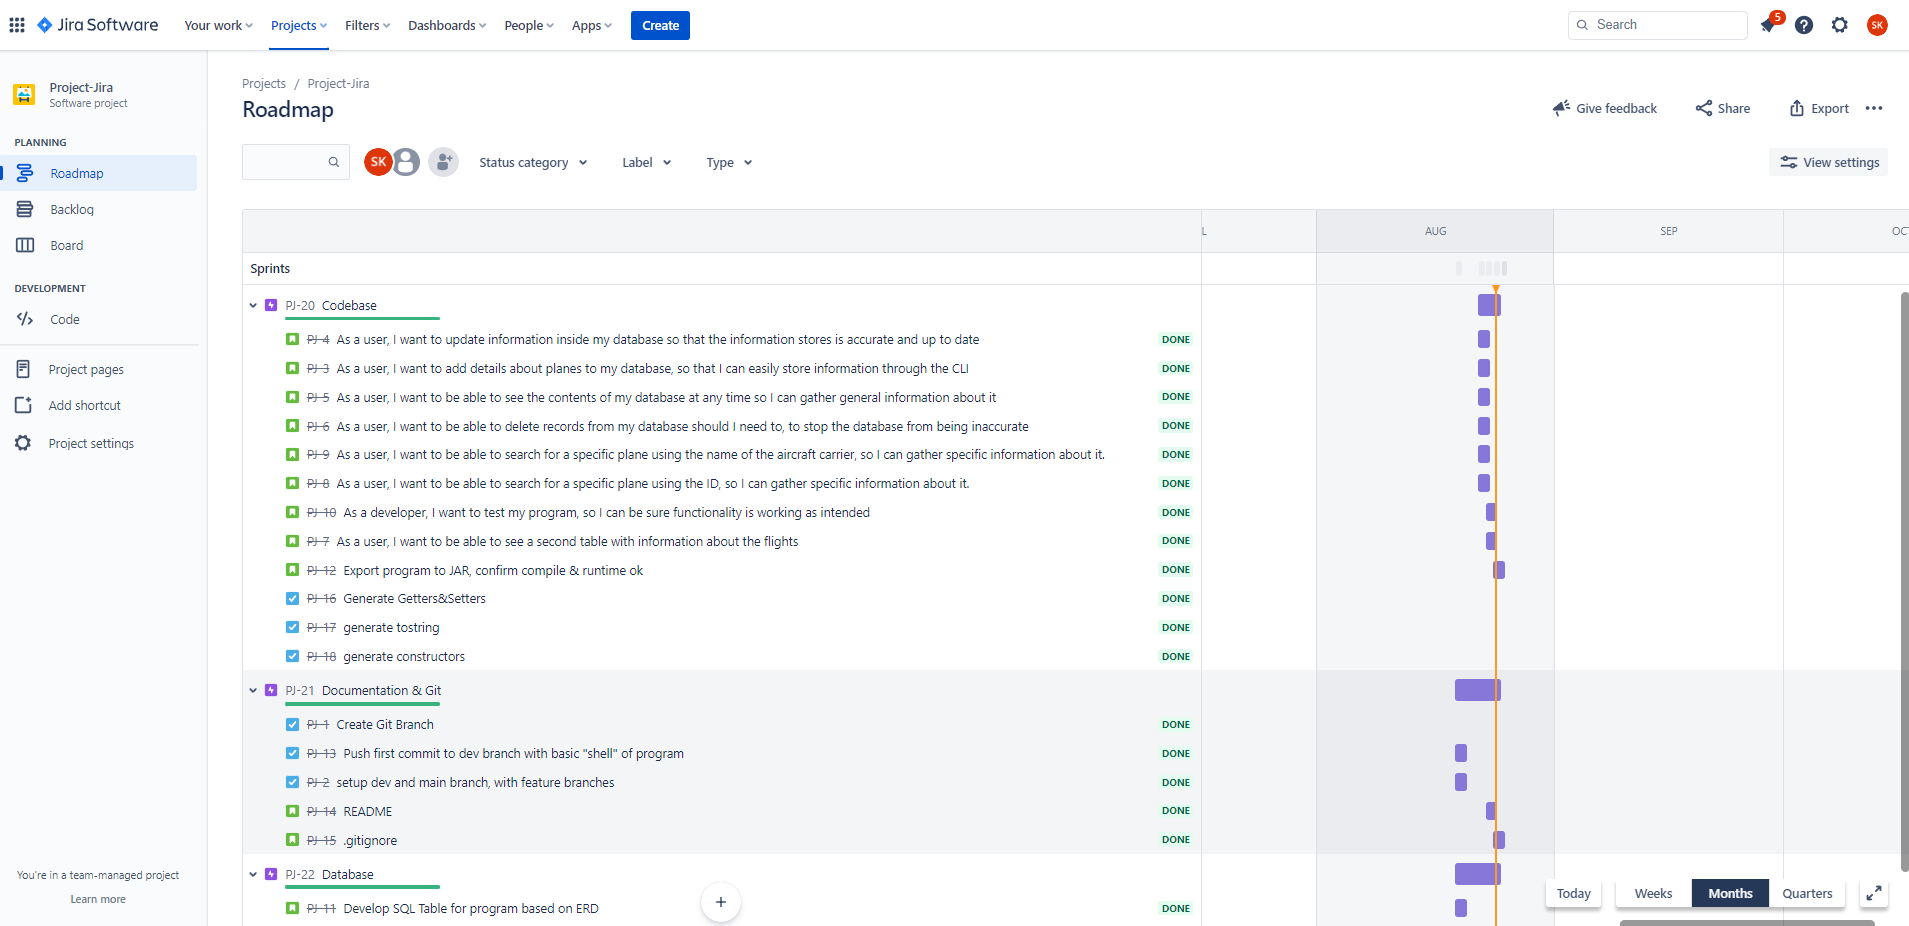 Jira Software
Your work
Projects
Filters
Dashboards
People
Apps
Create
Search
5
SK
Project-Jira
Software project
PLANNING
Roadmap
Backlog
Board
DEVELOPMENT
Code
Project pages
Add shortcut
Project settings
You're in a team-managed project
Learn more
Projects / Project-Jira
Roadmap
Give feedback
Share
Export
SK
Status category
Label
Type
View settings
L
AUG
SEP
OCT
Sprints
PJ-20 Codebase
PJ-4 As a user, I want to update information inside my database so that the information stores is accurate and up to date DONE
PJ-3 As a user, I want to add details about planes to my database, so that I can easily store information through the CLI DONE
PJ-5 As a user, I want to be able to see the contents of my database at any time so I can gather general information about it DONE
PJ-6 As a user, I want to be able to delete records from my database should I need to, to stop the database from being inaccurate DONE
PJ-9 As a user, I want to be able to search for a specific plane using the name of the aircraft carrier, so I can gather specific information about it. DONE
PJ-8 As a user, I want to be able to search for a specific plane using the ID, so I can gather specific information about it. DONE
PJ-10 As a developer, I want to test my program, so I can be sure functionality is working as intended DONE
PJ-7 As a user, I want to be able to see a second table with information about the flights DONE
PJ-12 Export program to JAR, confirm compile & runtime ok DONE
PJ-16 Generate Getters&Setters DONE
PJ-17 generate tostring DONE
PJ-18 generate constructors DONE
PJ-21 Documentation & Git
PJ-1 Create Git Branch DONE
PJ-13 Push first commit to dev branch with basic "shell" of program DONE
PJ-2 setup dev and main branch, with feature branches DONE
PJ-14 README DONE
PJ-15 .gitignore DONE
PJ-22 Database
PJ-11 Develop SQL Table for program based on ERD DONE
Today
Weeks
Months
Quarters